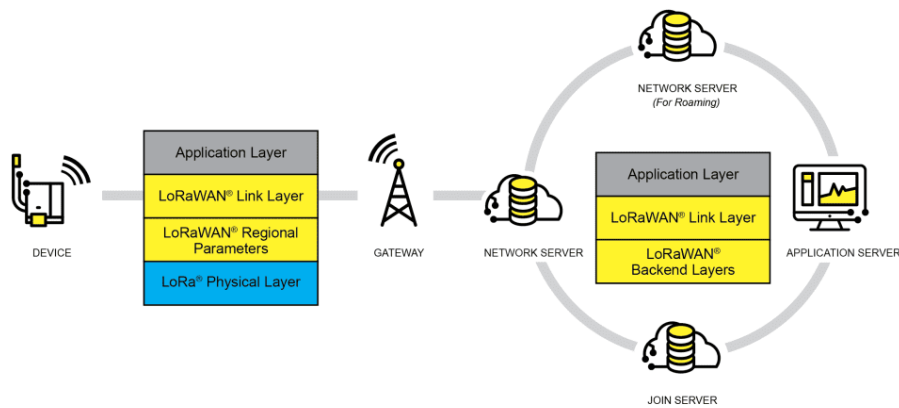 NETWORK SERVER
(For Roaming)
Application Layer
LoRaWAN® Link Layer
LoRaWAN® Regional
Parameters
LoRa® Physical Layer
Application Layer
LoRaWAN® Link Layer
LoRaWAN®
Backend Layers
DEVICE
GATEWAY
NETWORK SERVER
APPLICATION SERVER
JOIN SERVER